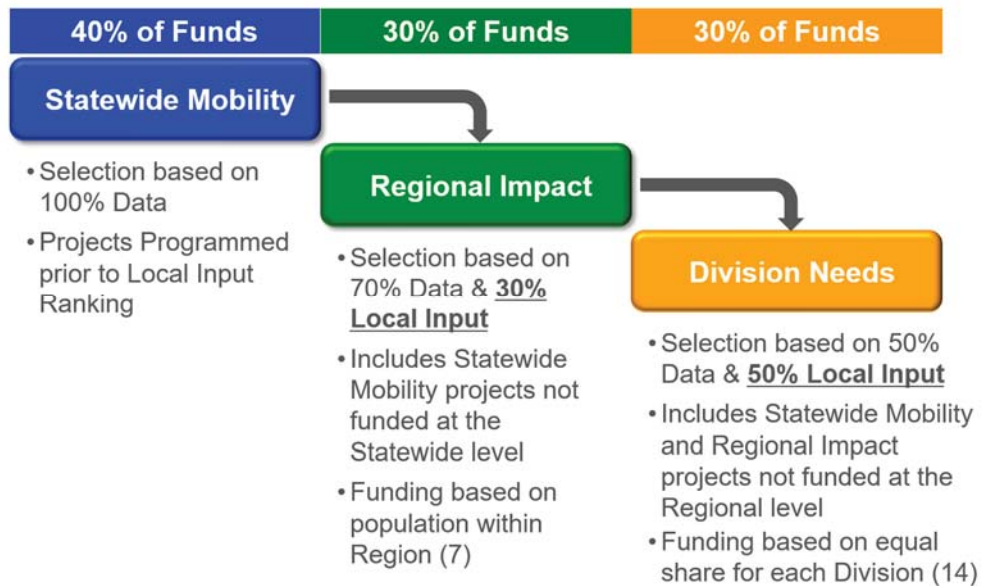 40% of Funds
30% of Funds
30% of Funds
Statewide Mobility
• Selection based on
100% Data
• Projects Programmed
prior to Local Input
Ranking
Regional Impact
• Selection based on
70% Data & 30%
Local Input
• Includes Statewide
Mobility projects not
funded at the
Statewide level
• Funding based on
population within
Region (7)
Division Needs
• Selection based on 50%
Data & 50% Local Input
• Includes Statewide Mobility
and Regional Impact
projects not funded at the
Regional level
• Funding based on equal
share for each Division (14)